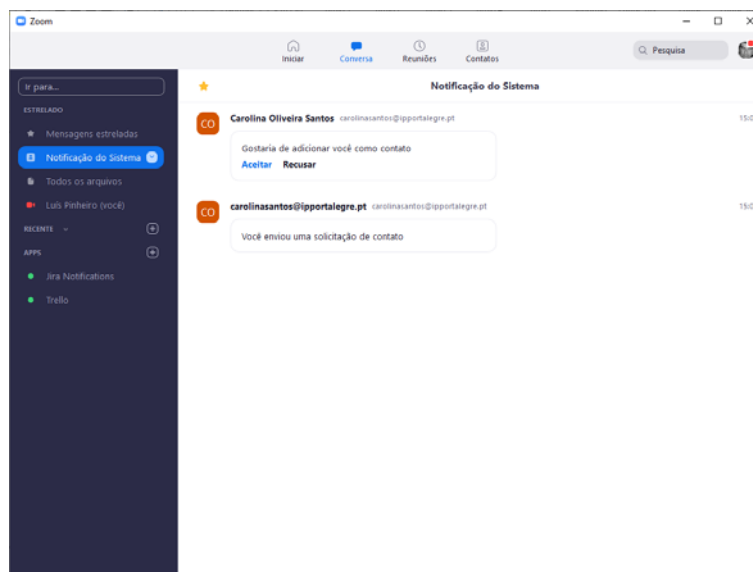 Zoom
Iniciar
Conversa
Reuniões
Contatos
Pesquisa
Ir para...
ESTRELADO
Mensagens estreladas
Notificação do Sistema
Todos os arquivos
Luís Pinheiro (você)
RECENTE
APPS
Jira Notifications
Trello
Notificação do Sistema
CO
Carolina Oliveira Santos carolinasantos@ipportalegre.pt
Gostaria de adicionar você como contato
Aceitar Recusar
CO
carolinasantos@ipportalegre.pt carolinasantos@ipportalegre.pt
Você enviou uma solicitação de contato